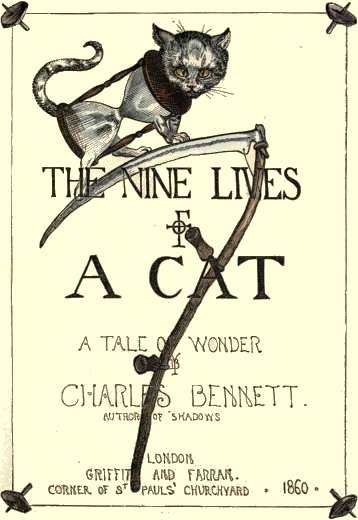 THE NINE LIVES
OF
A CAT
A TALE OF WONDER
BY
CHARLES BENNETT.
AUTHOR OF 'SHADOWS
LONDON
GRIFFITH AND FARRAN.
CORNER OF ST PAULS' CHURCHYARD . 1860 .